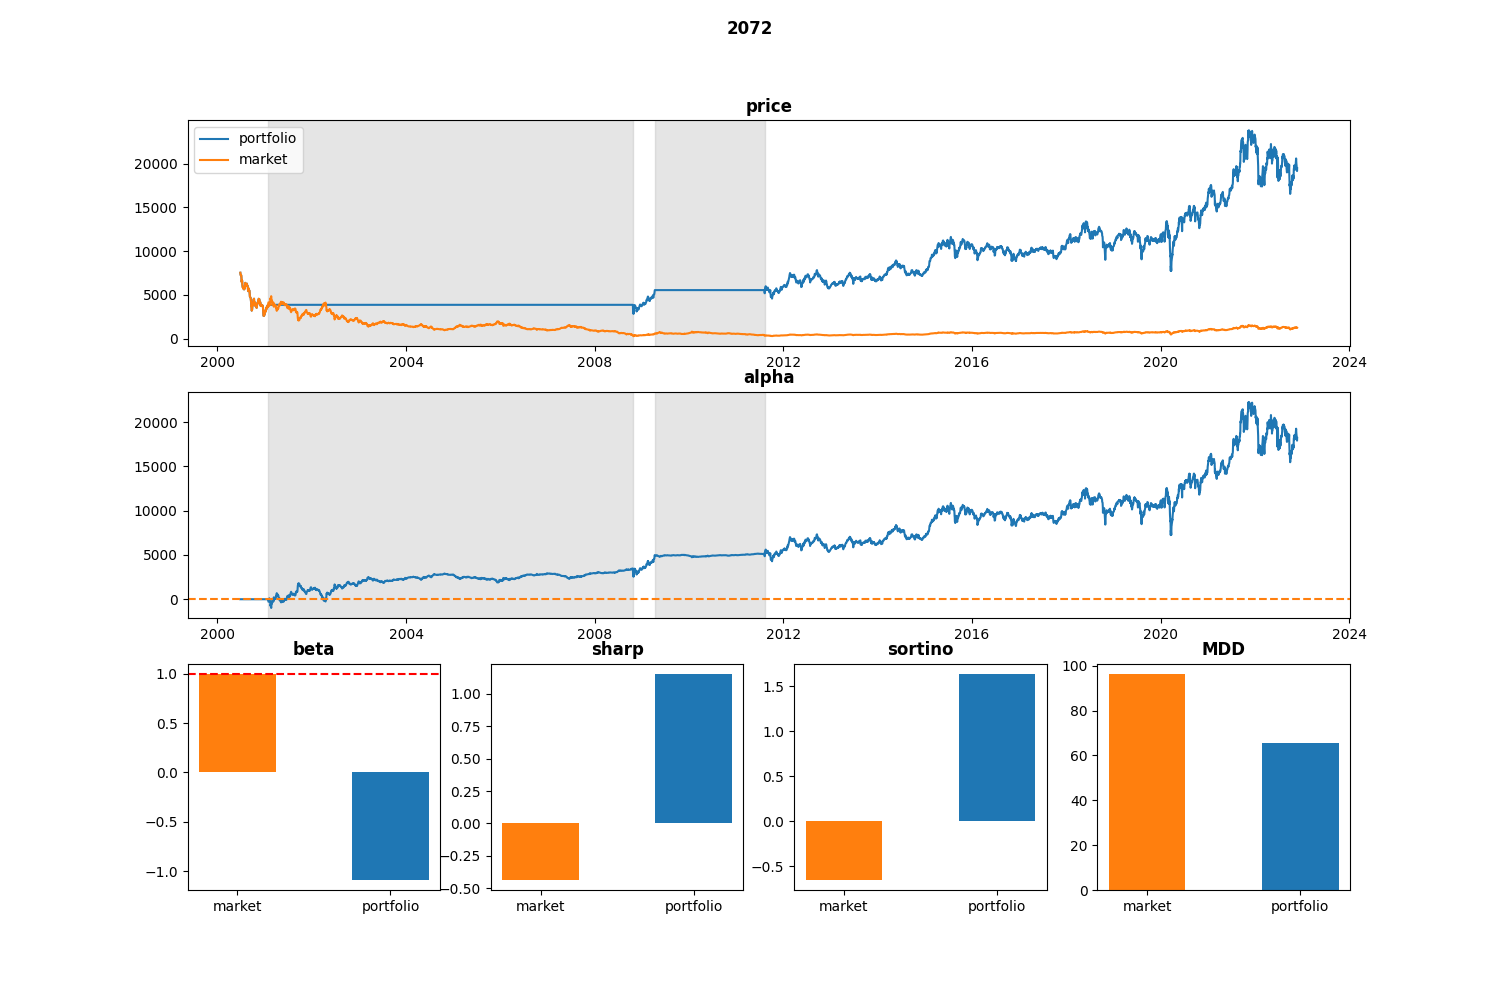 2072
price
portfolio
market
20000
15000
10000
5000
0
2000 2004 2008 2012 2016 2020 2024
alpha
20000
15000
10000
5000
0
2000 2004 2008 2012 2016 2020 2024
beta
1.0
0.5
0.0
−0.5
−1.0
market portfolio
sharp
1.00
0.75
0.50
0.25
0.00
−0.25
−0.50
market portfolio
sortino
1.5
1.0
0.5
0.0
−0.5
market portfolio
MDD
100
80
60
40
20
0
market portfolio